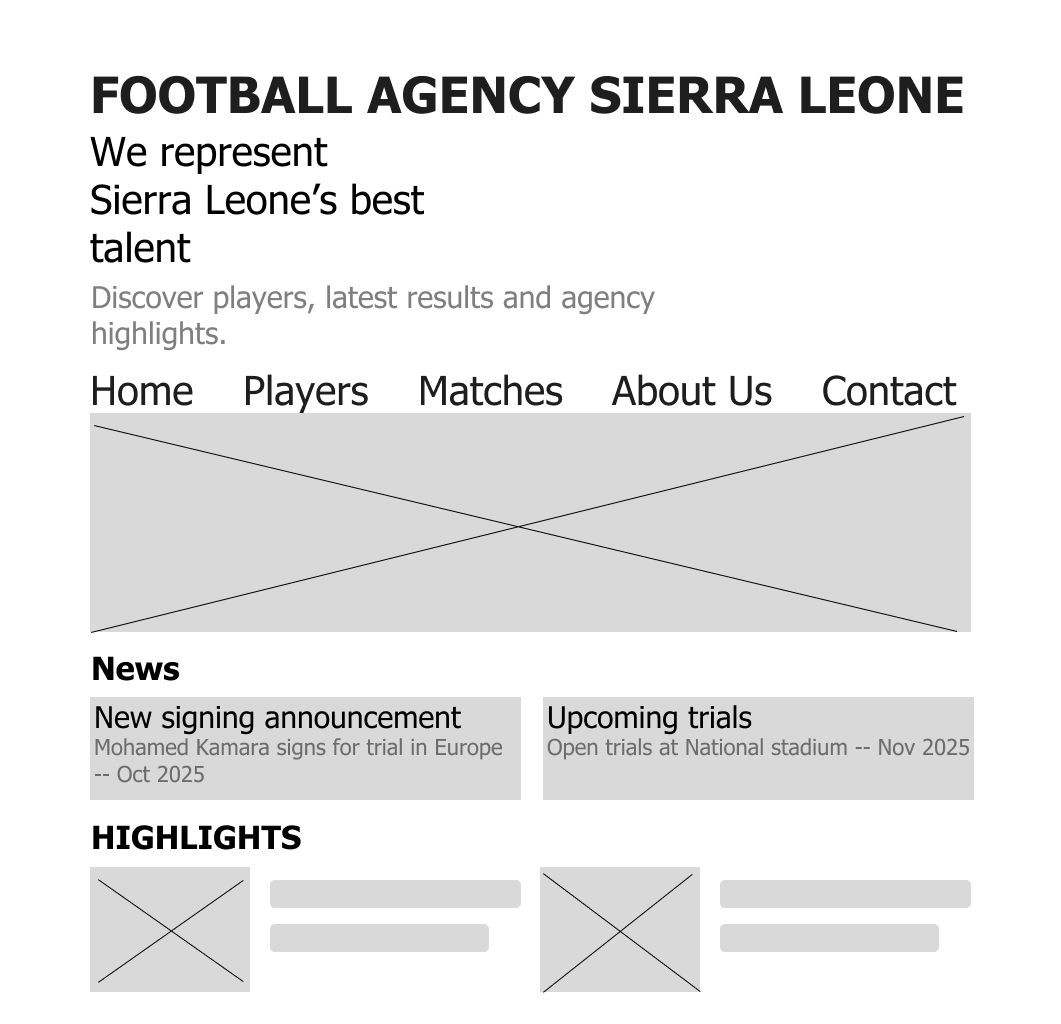 FOOTBALL AGENCY SIERRA LEONE
We represent
Sierra Leone’s best
talent
Discover players, latest results and agency
highlights.
Home Players Matches About Us Contact
News
New signing announcement
Mohamed Kamara signs for trial in Europe
-- Oct 2025
Upcoming trials
Open trials at National stadium -- Nov 2025
HIGHLIGHTS